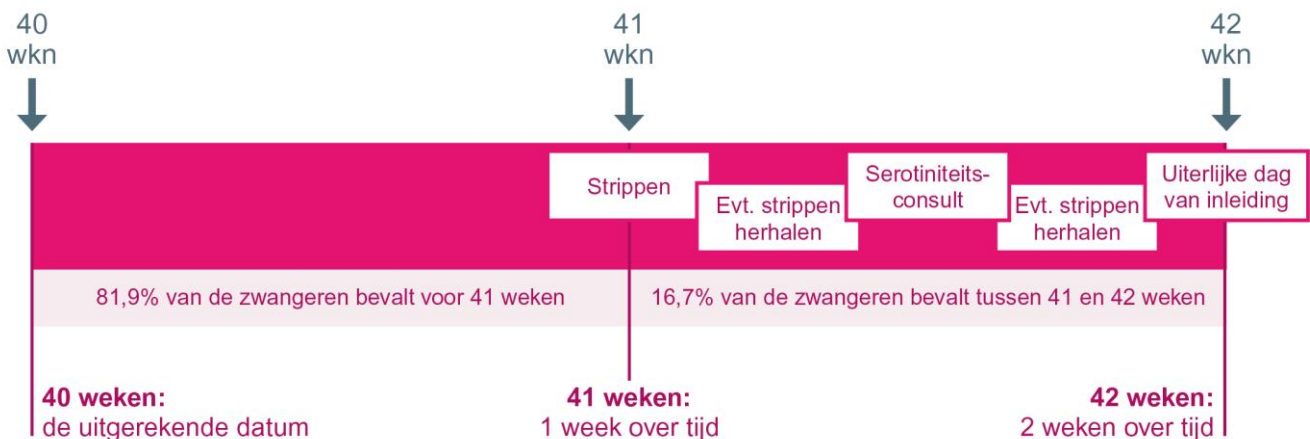 40
wkn
41
wkn
42
wkn
Strippen
Evt. strippen
herhalen
Serotiniteits-
consult
Evt. strippen
herhalen
Uiterlijke dag
van inleiding
81,9% van de zwangeren bevalt voor 41 weken
16,7% van de zwangeren bevalt tussen 41 en 42 weken
40 weken:
de uitgerekende datum
41 weken:
1 week over tijd
42 weken:
2 weken over tijd